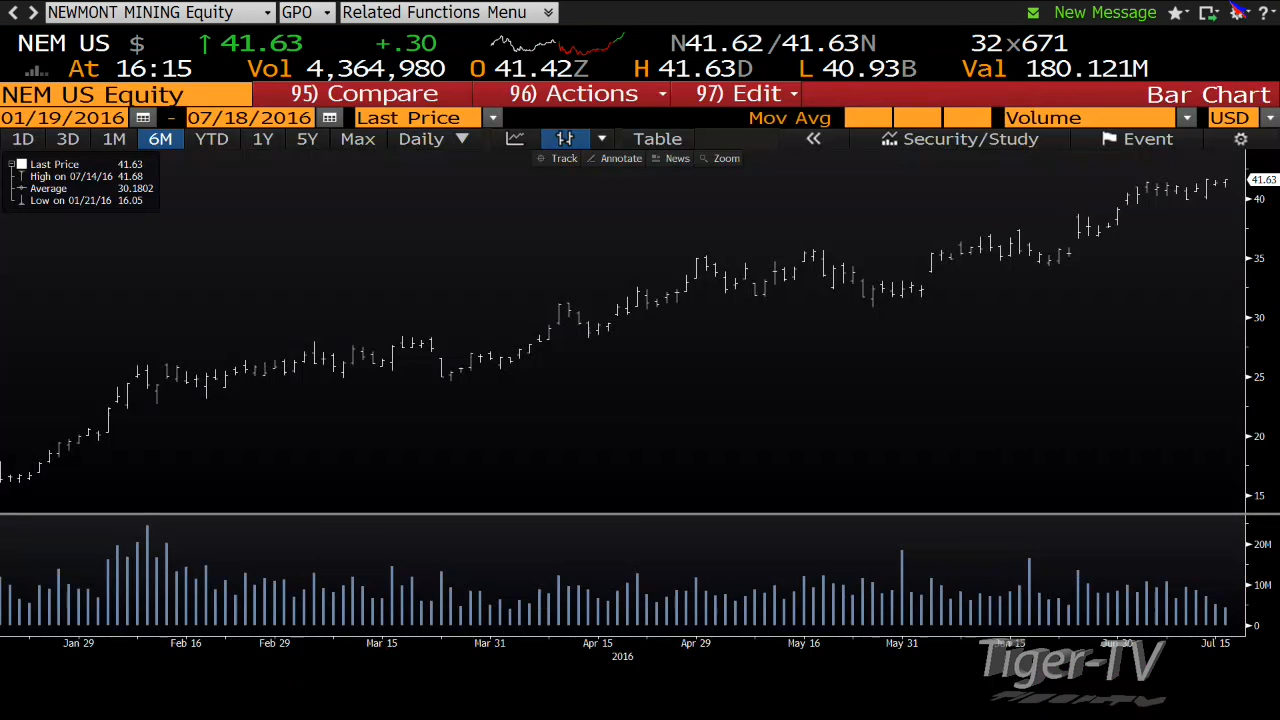 NEWMONT MINING Equity GPO Related Functions Menu New Message ?
NEM US $ ↑ 41.63 +.30 N41.62/41.63N 32x671
At 16:15 Vol 4,364,980 O 41.42Z H 41.63D L 40.93B Val 180.121M
NEM US Equity 95) Compare 96) Actions 97) Edit Bar Chart
01/19/2016 - 07/18/2016 Last Price Mov Avg Volume USD
1D 3D 1M 6M YTD 1Y 5Y Max Daily Table Security/Study Event
Track Annotate News Zoom
Last Price 41.63
High on 07/14/16 41.68
Average 30.1802
Low on 01/21/16 16.05
41.63
40
35
30
25
20
15
20M
10M
0
Jan 29 Feb 16 Feb 29 Mar 15 Mar 31 Apr 15 Apr 29 May 16 May 31 Jun 15 Jun 30 Jul 15
2016
Tiger-TV